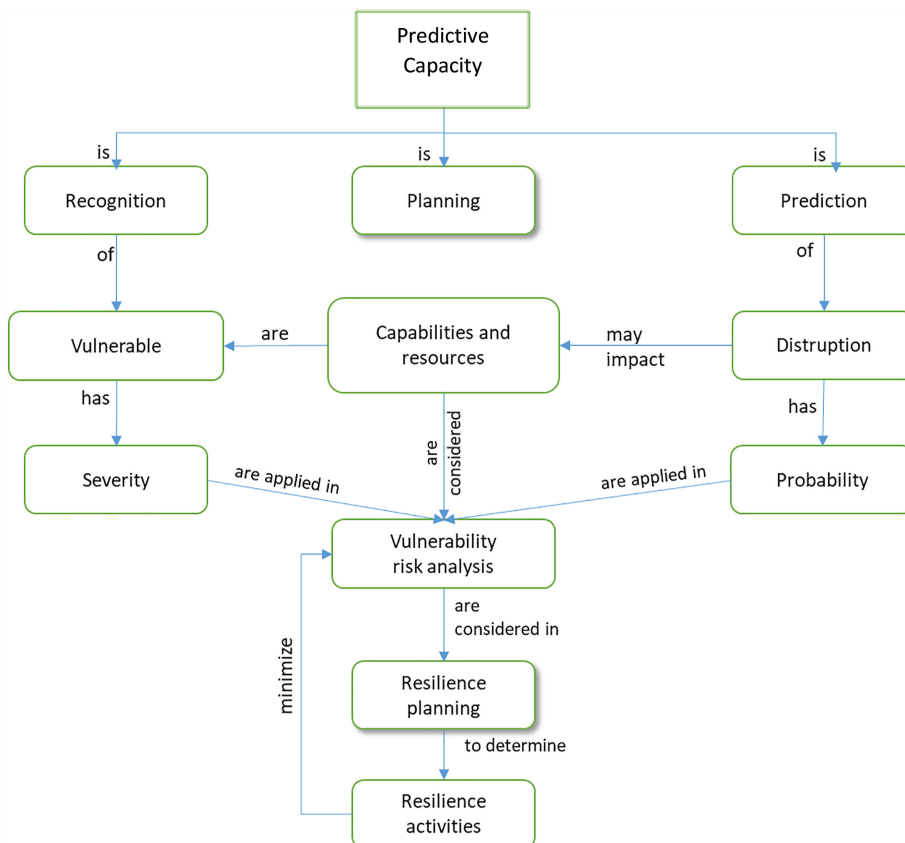 Predictive
Capacity
is
is
is
Recognition
Planning
Prediction
of
of
Vulnerable
are
Capabilities and
resources
may
impact
Distruption
has
are
considered
has
Severity
are applied in
are applied in
Probability
Vulnerability
risk analysis
are
considered in
minimize
Resilience
planning
to determine
Resilience
activities